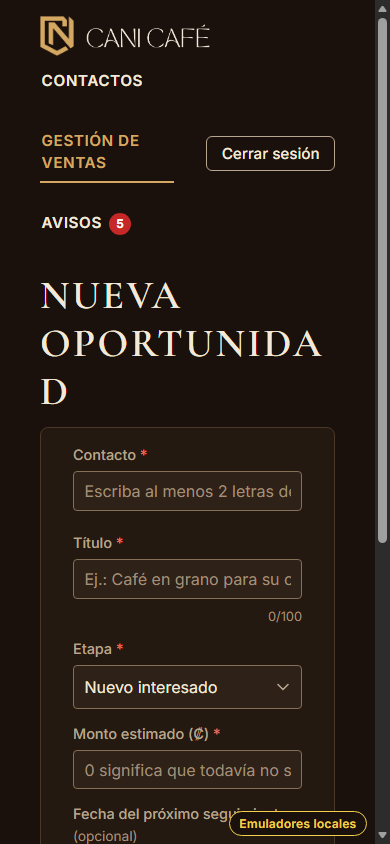 CANI CAFÉ
CONTACTOS
GESTIÓN DE
VENTAS
Cerrar sesión
AVISOS 5
NUEVA
OPORTUNIDA
D
Contacto *
Escriba al menos 2 letras de
Título *
Ej.: Café en grano para su c
0/100
Etapa *
Nuevo interesado
Monto estimado (₡) *
0 significa que todavía no s
Fecha del próximo
(opcional)
Emuladores locales